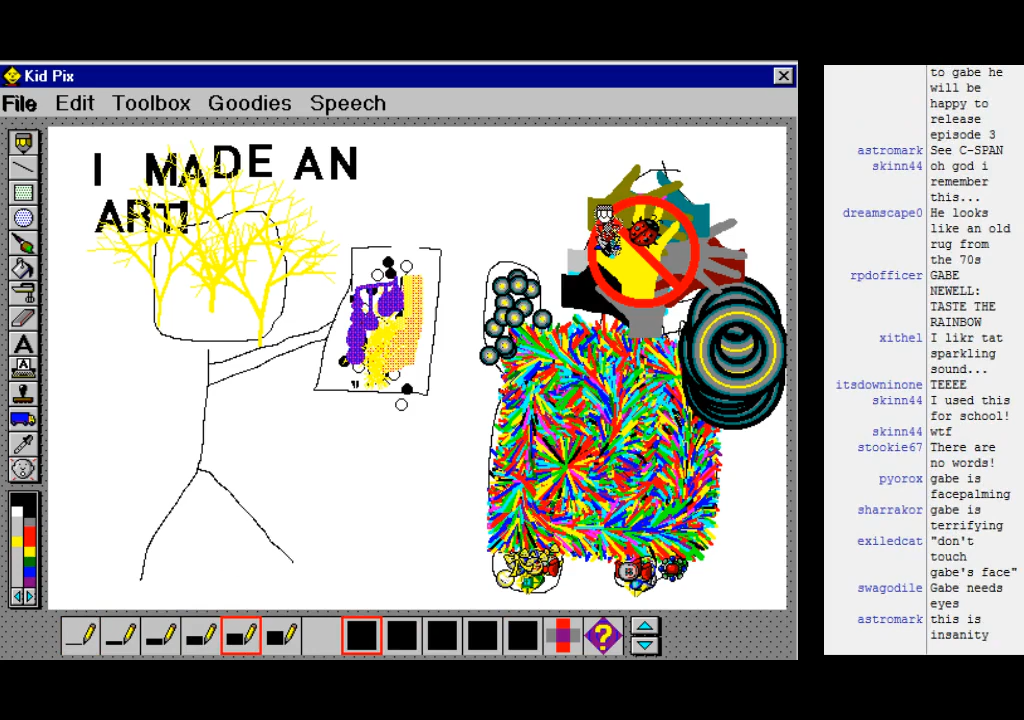 Kid Pix
File Edit Toolbox Goodies Speech
I MADE AN
ART!
A
A
?
to gabe he
will be
happy to
release
episode 3
astromark See C-SPAN
skinn44 oh god i
remember
this...
dreamscape0 He looks
like an old
rug from
the 70s
rpdofficer GABE
NEWELL:
TASTE THE
RAINBOW
xithel I likr tat
sparkling
sound...
itsdowninone TEEEE
skinn44 I used this
for school!
skinn44 wtf
stookie67 There are
no words!
pyorox gabe is
facepalming
sharrakor gabe is
terrifying
exiledcat "don't
touch
gabe's face"
swagodile Gabe needs
eyes
astromark this is
insanity